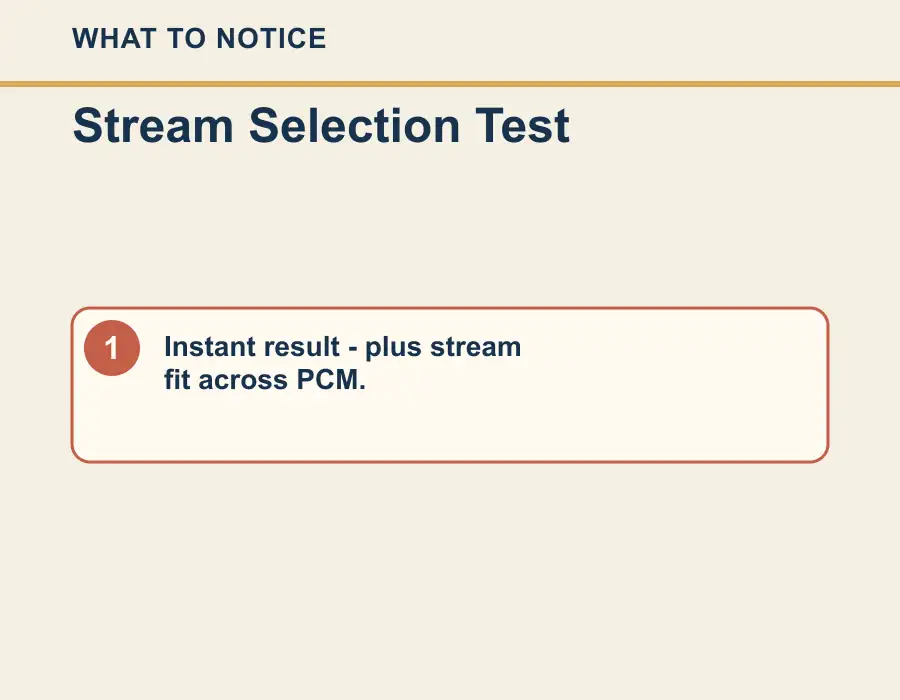 WHAT TO NOTICE
Stream Selection Test
1
Instant result - plus stream
fit across PCM.